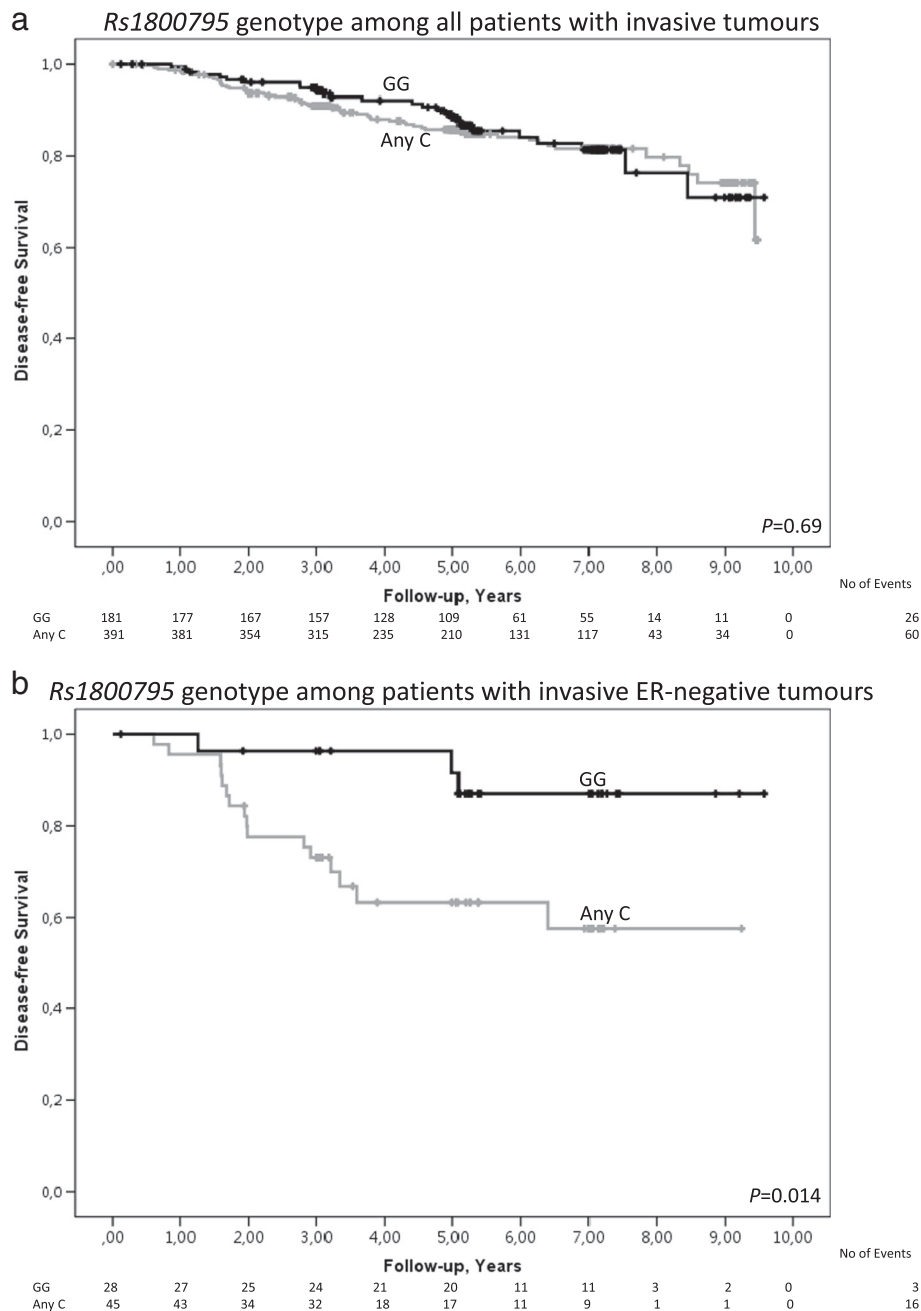 a
Rs1800795 genotype among all patients with invasive tumours
Disease-free Survival
1,0
0,8
0,6
0,4
0,2
0,0
GG
Any C
P=0.69
,00 1,00 2,00 3,00 4,00 5,00 6,00 7,00 8,00 9,00 10,00
Follow-up, Years
No of Events
GG 181 177 167 157 128 109 61 55 14 11 0 26
Any C 391 381 354 315 235 210 131 117 43 34 0 60
b
Rs1800795 genotype among patients with invasive ER-negative tumours
Disease-free Survival
1,0
0,8
0,6
0,4
0,2
0,0
GG
Any C
P=0.014
,00 1,00 2,00 3,00 4,00 5,00 6,00 7,00 8,00 9,00 10,00
Follow-up, Years
No of Events
GG 28 27 25 24 21 20 11 11 3 2 0 3
Any C 45 43 34 32 18 17 11 9 1 1 0 16